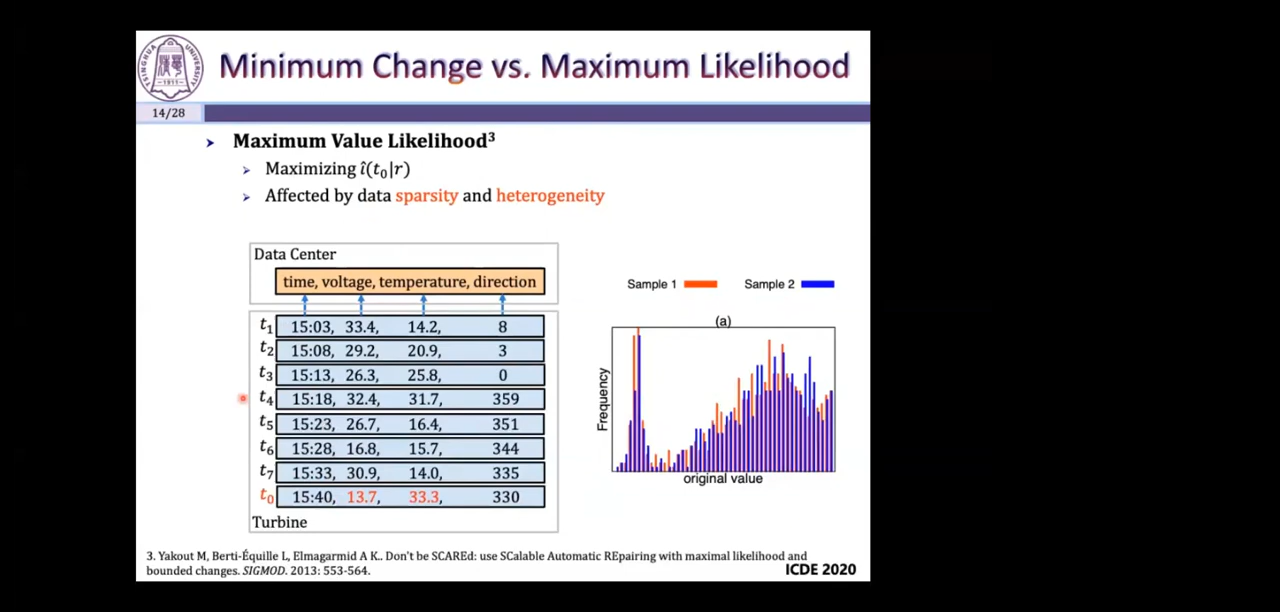 Minimum Change vs. Maximum Likelihood
TSINGHUA UNIVERSITY
-1911-
14/28
➢ Maximum Value Likelihood³
➢ Maximizing l̂(t₀|r)
➢ Affected by data sparsity and heterogeneity
Data Center
time, voltage, temperature, direction
t₁ 15:03, 33.4, 14.2, 8
t₂ 15:08, 29.2, 20.9, 3
t₃ 15:13, 26.3, 25.8, 0
t₄ 15:18, 32.4, 31.7, 359
t₅ 15:23, 26.7, 16.4, 351
t₆ 15:28, 16.8, 15.7, 344
t₇ 15:33, 30.9, 14.0, 335
t₀ 15:40, 13.7, 33.3, 330
Turbine
Sample 1 Sample 2
(a)
Frequency
original value
3. Yakout M, Berti-Équille L, Elmagarmid A K.. Don't be SCAREd: use SCalable Automatic REpairing with maximal likelihood and
bounded changes. SIGMOD. 2013: 553-564.
ICDE 2020